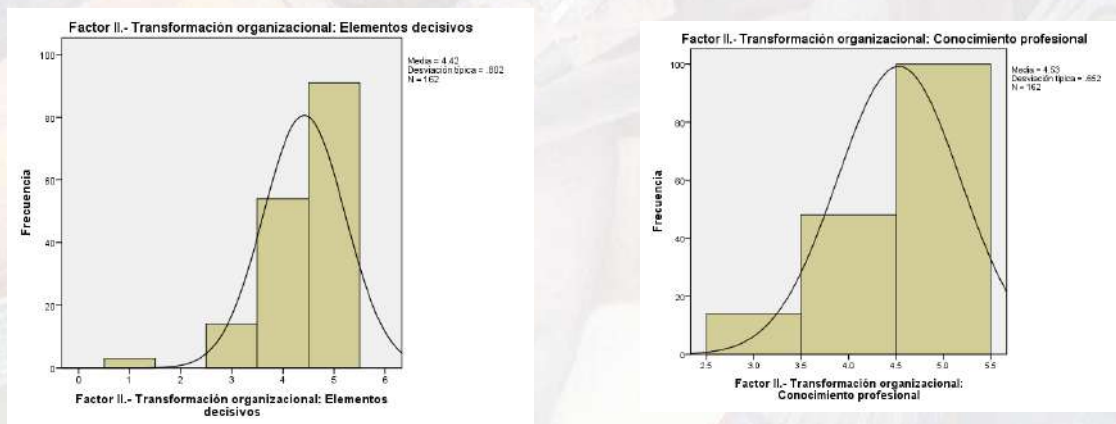 Factor II.- Transformación organizacional: Elementos decisivos
Media = 4.42
Desviación típica = .802
N = 162
100
80
60
40
20
0
Frecuencia
0 1 2 3 4 5 6
Factor II.- Transformación organizacional: Elementos
decisivos
Factor II.- Transformación organizacional: Conocimiento profesional
Media = 4.53
Desviación típica = .652
N = 162
100
80
60
40
20
0
Frecuencia
2.5 3.0 3.5 4.0 4.5 5.0 5.5
Factor II.- Transformación organizacional:
Conocimiento profesional